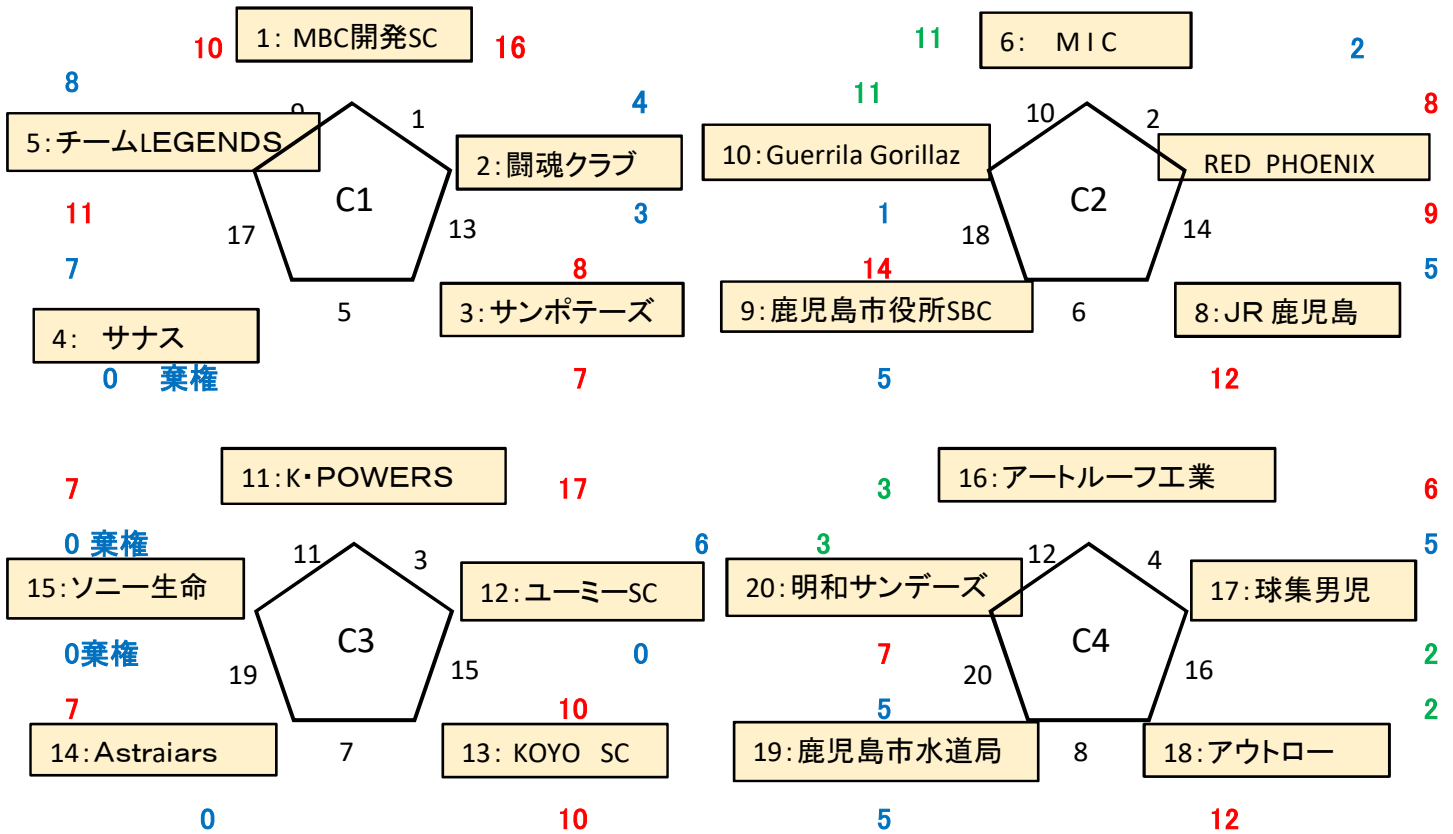 10 1: MBC開発SC 16
8
4
9 1
5:チームLEGENDS
2:闘魂クラブ
C1
11
3
17 13
7
8
4: サナス
5
3:サンポテーズ
0 棄権
7
11 6: MIC 2
11
8
10 2
10:Guerrila Gorillaz
RED PHOENIX
C2
1
9
18 14
14
5
9:鹿児島市役所SBC
6
8:JR 鹿児島
5
12
7
11:K・POWERS
17
0 棄権
6
11 3
15:ソニー生命
12:ユーミーSC
C3
0棄権
0
19 15
7
10
14:Astraiars
7
13: KOYO SC
0
10
3
16:アートルーフ工業
6
3
5
12 4
20:明和サンデーズ
17:球集男児
C4
7
2
20 16
5
2
19:鹿児島市水道局
8
18:アウトロー
5
12